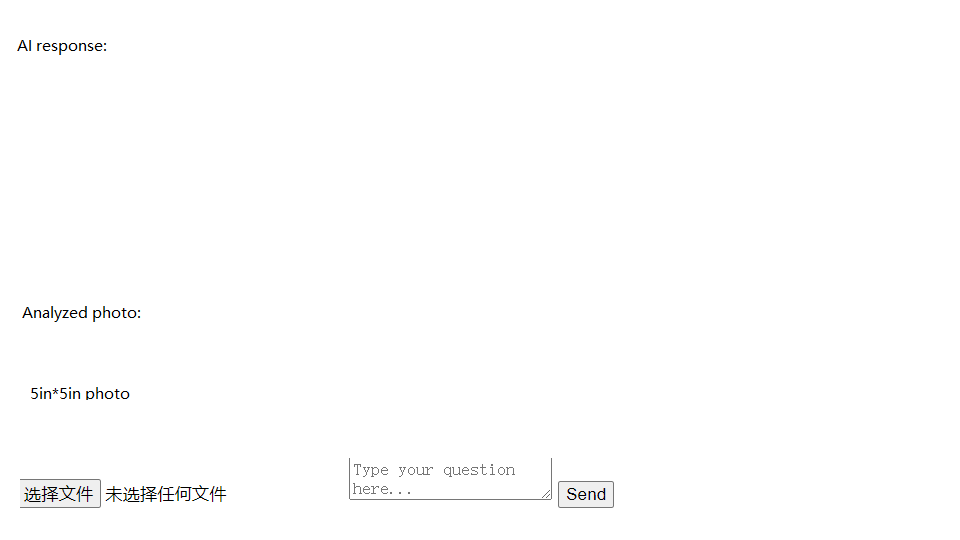 AI response:
Analyzed photo:
5in*5in photo
Type your question
here...
选择文件 未选择任何文件
Send